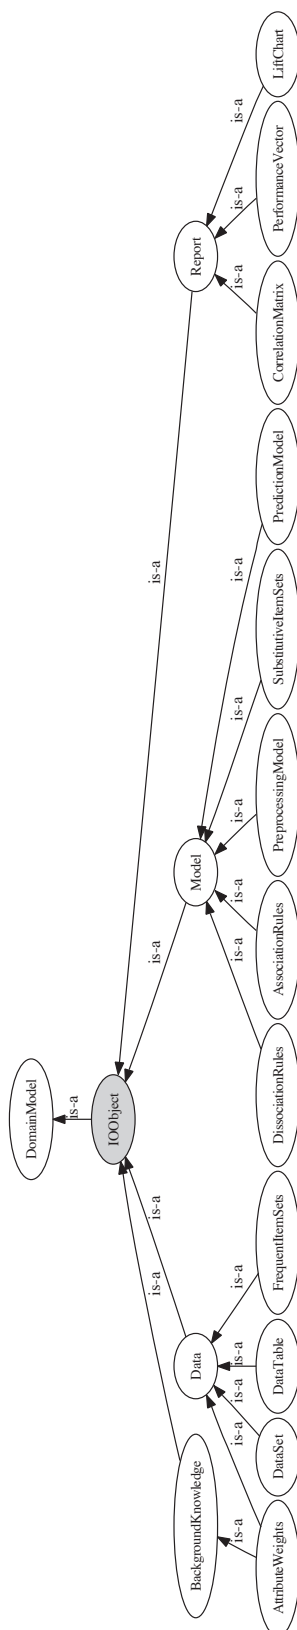 DomainModel
is-a
IOObject
is-a
is-a
is-a
is-a
BackgroundKnowledge
Data
Model
Report
is-a
is-a
is-a
is-a
is-a
is-a
is-a
is-a
is-a
is-a
is-a
is-a
is-a
AttributeWeights
DataSet
DataTable
FrequentItemSets
DissociationRules
AssociationRules
PreprocessingModel
SubstitutiveItemSets
PredictionModel
CorrelationMatrix
PerformanceVector
LiftChart